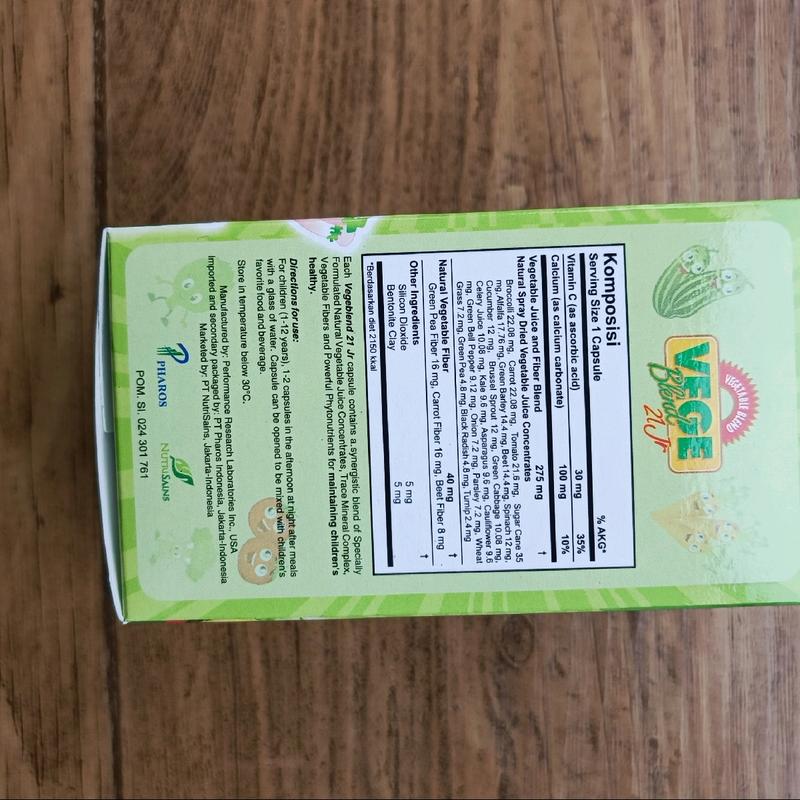 VEGETABLE BLEND
VEGE
Blend
21 Jr
Komposisi
Serving Size 1 Capsule
% AKG*
Vitamin C (as ascorbic acid) 30 mg 35%
Calcium (as calcium carbonate) 100 mg 10%
Vegetable Juice and Fiber Blend
Natural Spray Dried Vegetable Juice Concentrates 275 mg †
Broccoli 22.08 mg, Carrot 22.08 mg, Tomato 21.6 mg, Sugar Cane 35
mg, Alfalfa 17.76 mg, Green Barley 14.4 mg, Beet 14.4 mg, Spinach 12 mg,
Cucumber 12 mg, Brussel Sprout 12 mg, Green Cabbage 10.08 mg,
Celery Juice 10.08 mg, Kale 9.6 mg, Asparagus 9.6 mg, Cauliflower 9.6
mg, Green Bell Pepper 9.12 mg, Onion 7.2 mg, Parsley 7.2 mg, Wheat
Grass 7.2 mg, Green Pea 4.8 mg, Black Radish 4.8 mg, Turnip 2.4 mg
Natural Vegetable Fiber 40 mg †
Green Pea Fiber 16 mg, Carrot Fiber 16 mg, Beet Fiber 8 mg
Other Ingredients †
Silicon Dioxide 5 mg
Bentonite Clay 5 mg
*Berdasarkan diet 2150 kkal
Each Vegeblend 21 Jr capsule contains a synergistic blend of Specially
Formulated Natural Vegetable Juice Concentrates, Trace Mineral Complex,
Vegetable Fibers and Powerful Phytonutrients for maintaining children's
healthy.
Directions for use:
For children (1-12 years), 1-2 capsules in the afternoon at night after meals
with a glass of water. Capsule can be opened to be mixed with children's
favorite food and beverage.
Store in temperature below 30°C.
Manufactured by: Performance Research Laboratories Inc., USA
Imported and secondary packaged by: PT Pharos Indonesia, Jakarta-Indonesia
Marketed by: PT NutriSains, Jakarta-Indonesia
PHAROS
NUTRISAINS
POM. SI. 024 301 761